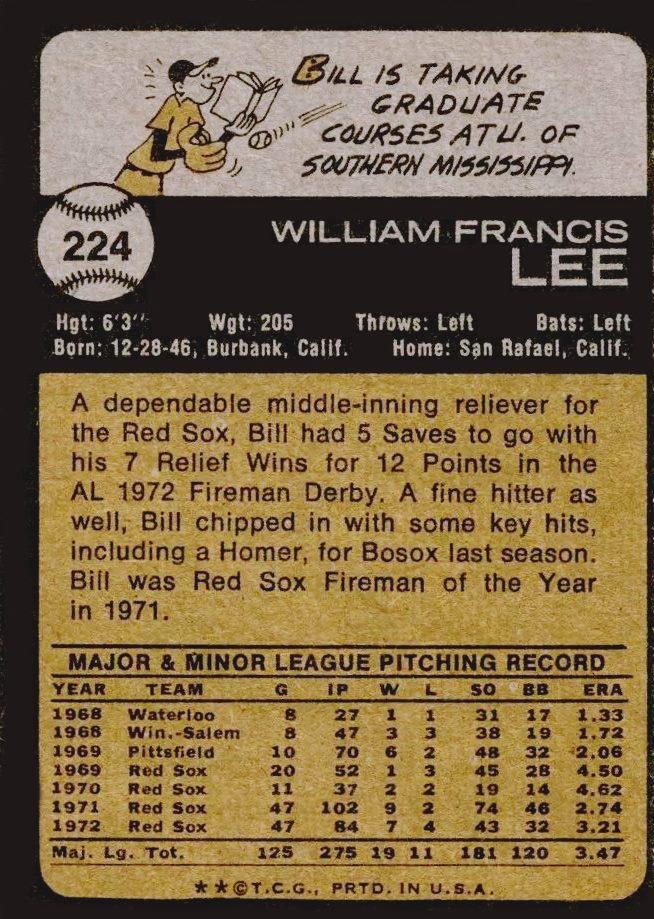 BILL IS TAKING
GRADUATE
COURSES AT U. OF
SOUTHERN MISSISSIPPI.
224
WILLIAM FRANCIS
LEE
Hgt: 6'3" Wgt: 205 Throws: Left Bats: Left
Born: 12-28-46, Burbank, Calif. Home: San Rafael, Calif.
A dependable middle-inning reliever for
the Red Sox, Bill had 5 Saves to go with
his 7 Relief Wins for 12 Points in the
AL 1972 Fireman Derby. A fine hitter as
well, Bill chipped in with some key hits,
including a Homer, for Bosox last season.
Bill was Red Sox Fireman of the Year
in 1971.
MAJOR & MINOR LEAGUE PITCHING RECORD
YEAR TEAM G IP W L SO BB ERA
1968 Waterloo 8 27 1 1 31 17 1.33
1968 Win.-Salem 8 47 3 3 38 19 1.72
1969 Pittsfield 10 70 6 2 48 32 2.06
1969 Red Sox 20 52 1 3 45 28 4.50
1970 Red Sox 11 37 2 2 19 14 4.62
1971 Red Sox 47 102 9 2 74 46 2.74
1972 Red Sox 47 84 7 4 43 32 3.21
Maj. Lg. Tot. 125 275 19 11 181 120 3.47
**©T.C.G., PRTD. IN U.S.A.